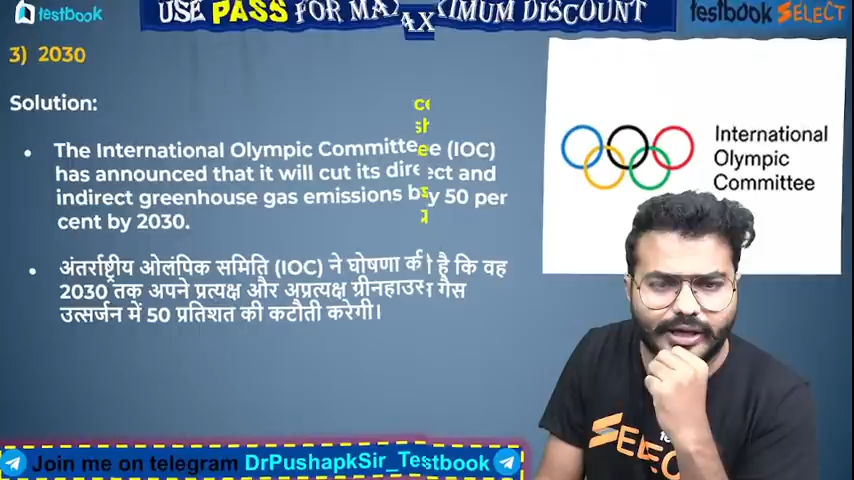 testbook
USE PASS FOR MAXIMUM DISCOUNT
testbook SELECT
3) 2030
Solution:
• The International Olympic Committee (IOC)
has announced that it will cut its direct and
indirect greenhouse gas emissions by 50 per
cent by 2030.
• अंतर्राष्ट्रीय ओलंपिक समिति (IOC) ने घोषणा की है कि वह
2030 तक अपने प्रत्यक्ष और अप्रत्यक्ष ग्रीनहाउस गैस
उत्सर्जन में 50 प्रतिशत की कटौती करेगी।
International
Olympic
Committee
SELEC
Join me on telegram DrPushapkSir_Testbook